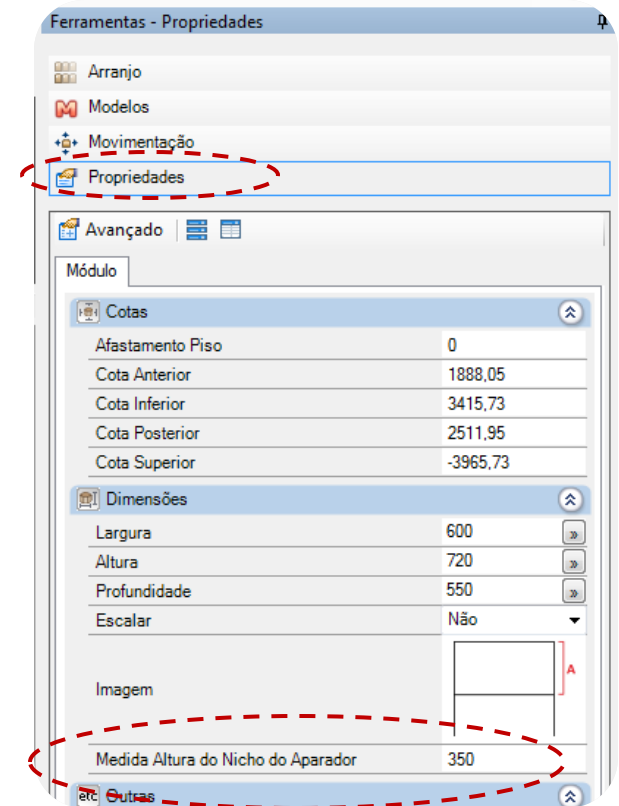 Ferramentas - Propriedades
Arranjo
Modelos
Movimentação
Propriedades
Avançado
Módulo
Cotas
Afastamento Piso 0
Cota Anterior 1888,05
Cota Inferior 3415,73
Cota Posterior 2511,95
Cota Superior -3965,73
Dimensões
Largura 600 »
Altura 720 »
Profundidade 550 »
Escalar Não
A
Imagem
Medida Altura do Nicho do Aparador 350
etc Outras